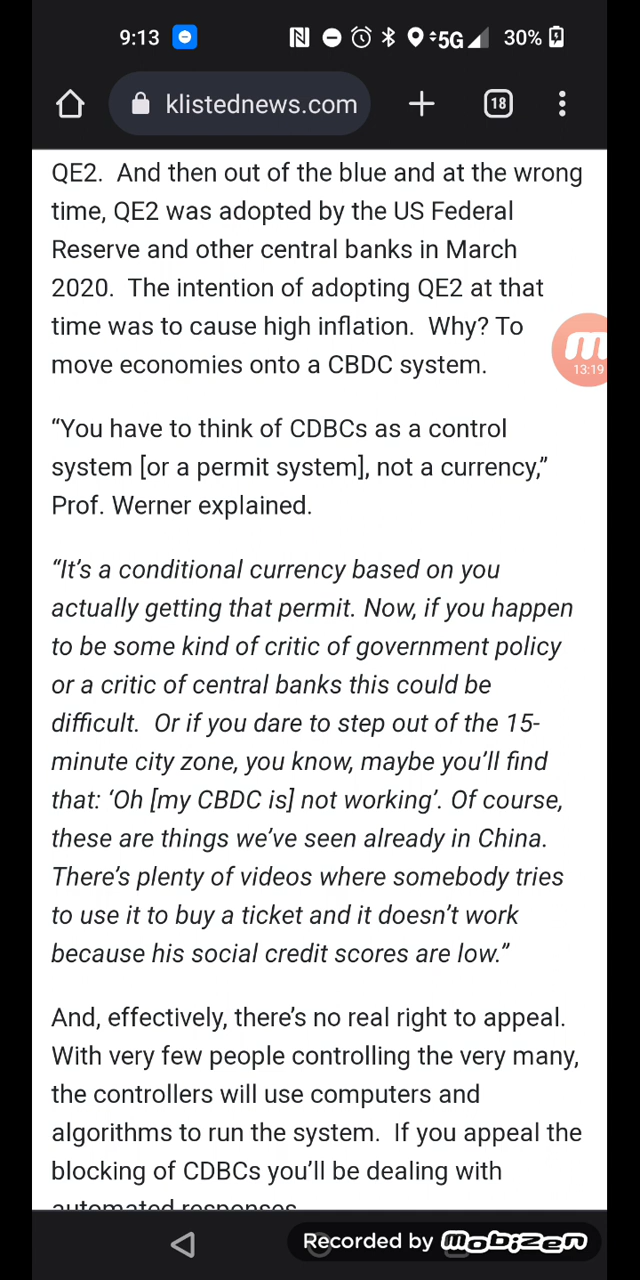 9:13
5G
30%
klistednews.com
18
QE2.  And then out of the blue and at the wrong
time, QE2 was adopted by the US Federal
Reserve and other central banks in March
2020.  The intention of adopting QE2 at that
time was to cause high inflation.  Why? To
move economies onto a CBDC system.
13:19
“You have to think of CDBCs as a control
system [or a permit system], not a currency,”
Prof. Werner explained.
“It’s a conditional currency based on you
actually getting that permit. Now, if you happen
to be some kind of critic of government policy
or a critic of central banks this could be
difficult.  Or if you dare to step out of the 15-
minute city zone, you know, maybe you’ll find
that: ‘Oh [my CBDC is] not working’. Of course,
these are things we’ve seen already in China.
There’s plenty of videos where somebody tries
to use it to buy a ticket and it doesn’t work
because his social credit scores are low.”
And, effectively, there’s no real right to appeal.
With very few people controlling the very many,
the controllers will use computers and
algorithms to run the system.  If you appeal the
blocking of CDBCs you’ll be dealing with
automated responses
Recorded by Mobizen